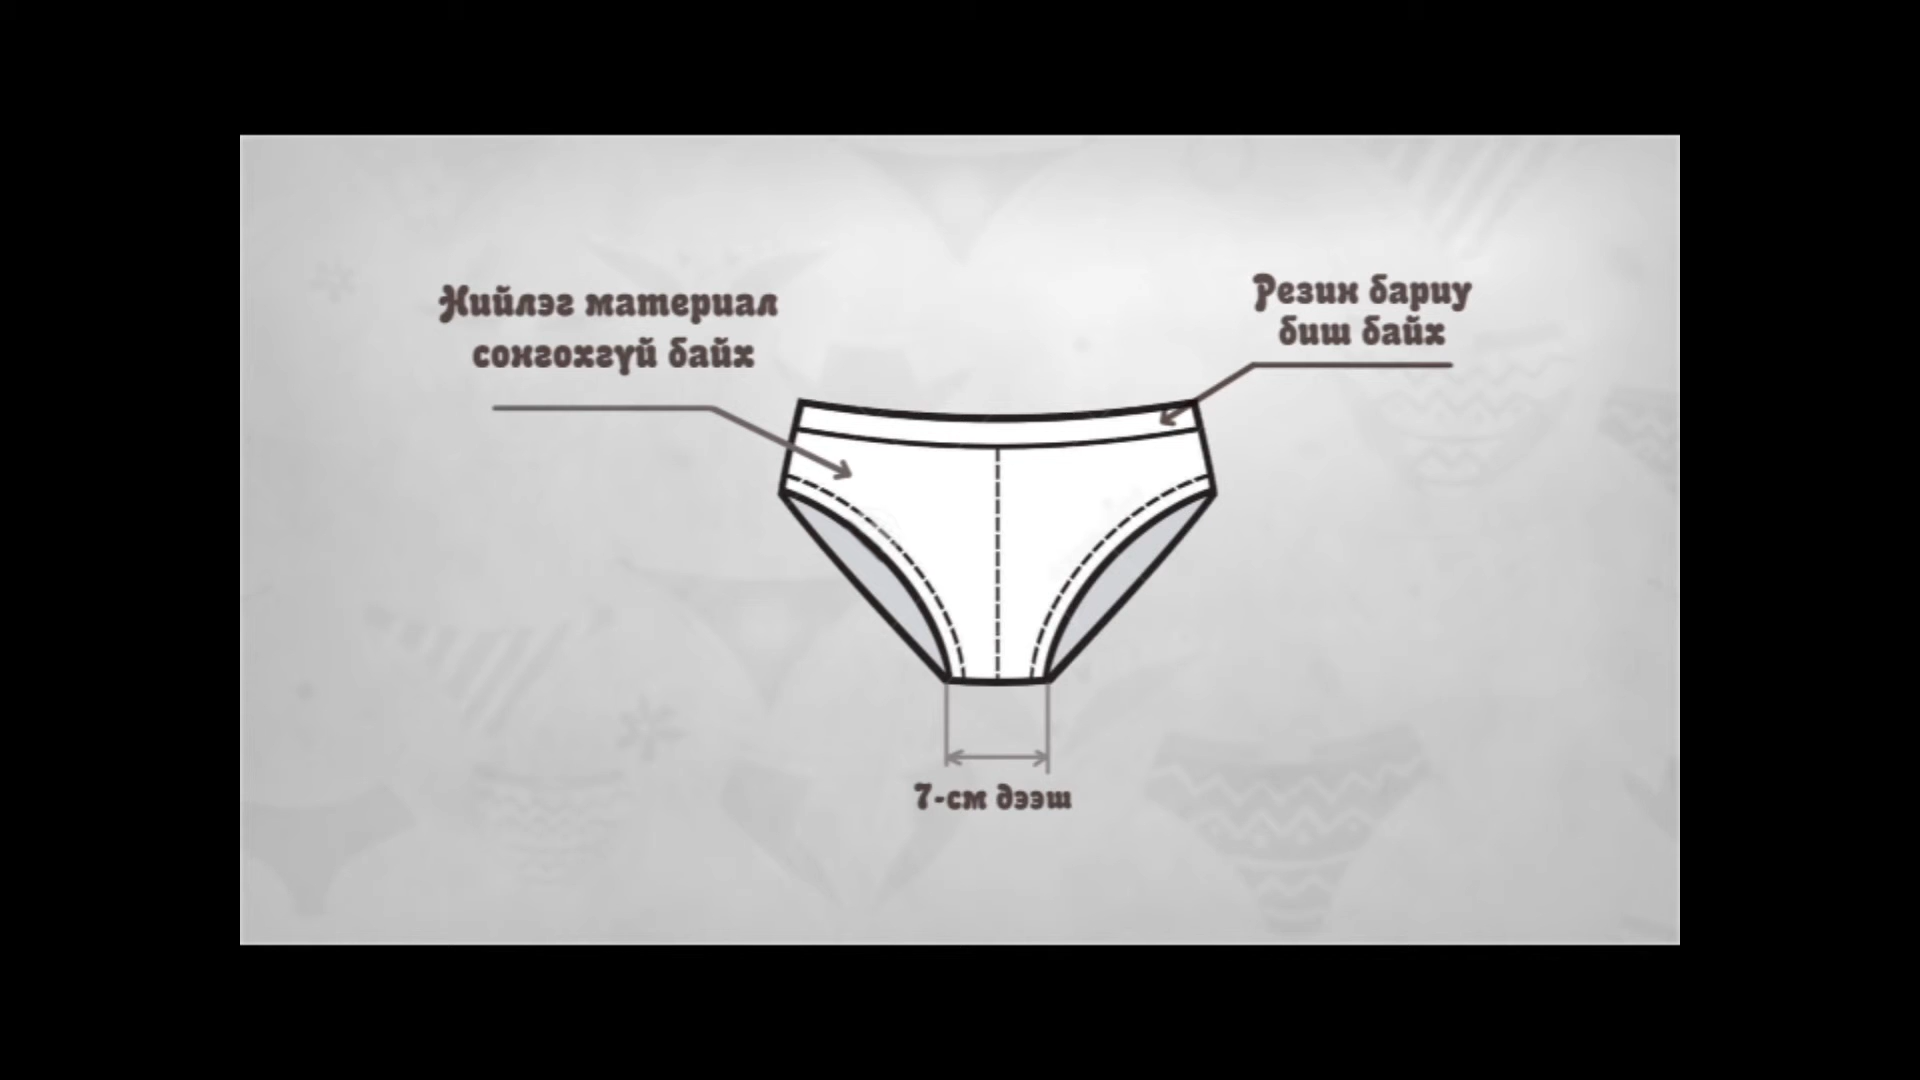 Нийлэг материал
сонгохгүй байх
Резин бариу
биш байх
7-см дээш